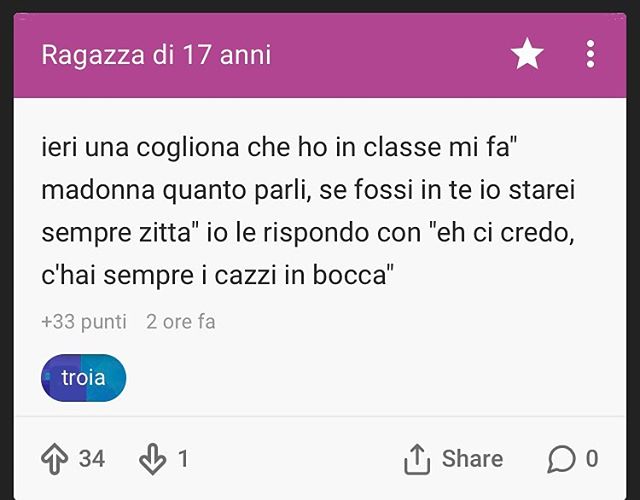 Ragazza di 17 anni
ieri una cogliona che ho in classe mi fa"
madonna quanto parli, se fossi in te io starei
sempre zitta" io le rispondo con "eh ci credo,
c'hai sempre i cazzi in bocca"
+33 punti 2 ore fa
troia
34 1 Share 0